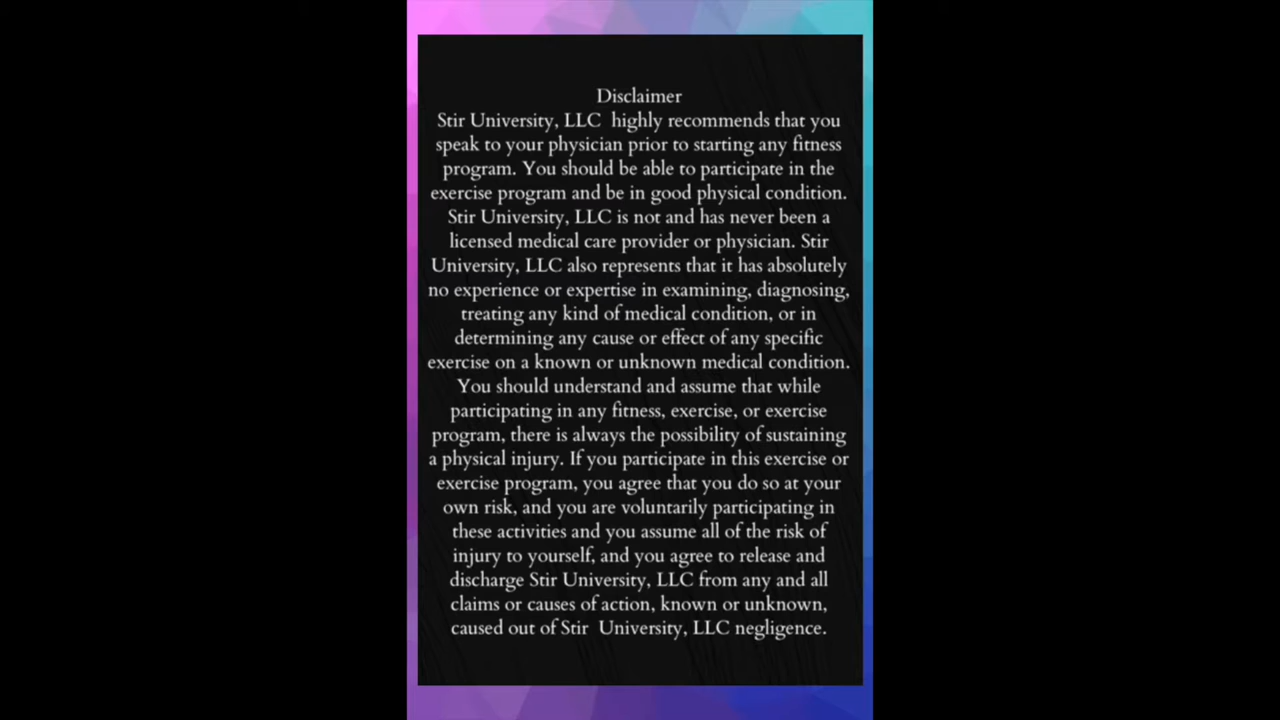 Disclaimer
Stir University, LLC highly recommends that you
speak to your physician prior to starting any fitness
program. You should be able to participate in the
exercise program and be in good physical condition.
Stir University, LLC is not and has never been a
licensed medical care provider or physician. Stir
University, LLC also represents that it has absolutely
no experience or expertise in examining, diagnosing,
treating any kind of medical condition, or in
determining any cause or effect of any specific
exercise on a known or unknown medical condition.
You should understand and assume that while
participating in any fitness, exercise, or exercise
program, there is always the possibility of sustaining
a physical injury. If you participate in this exercise or
exercise program, you agree that you do so at your
own risk, and you are voluntarily participating in
these activities and you assume all of the risk of
injury to yourself, and you agree to release and
discharge Stir University, LLC from any and all
claims or causes of action, known or unknown,
caused out of Stir University, LLC negligence.